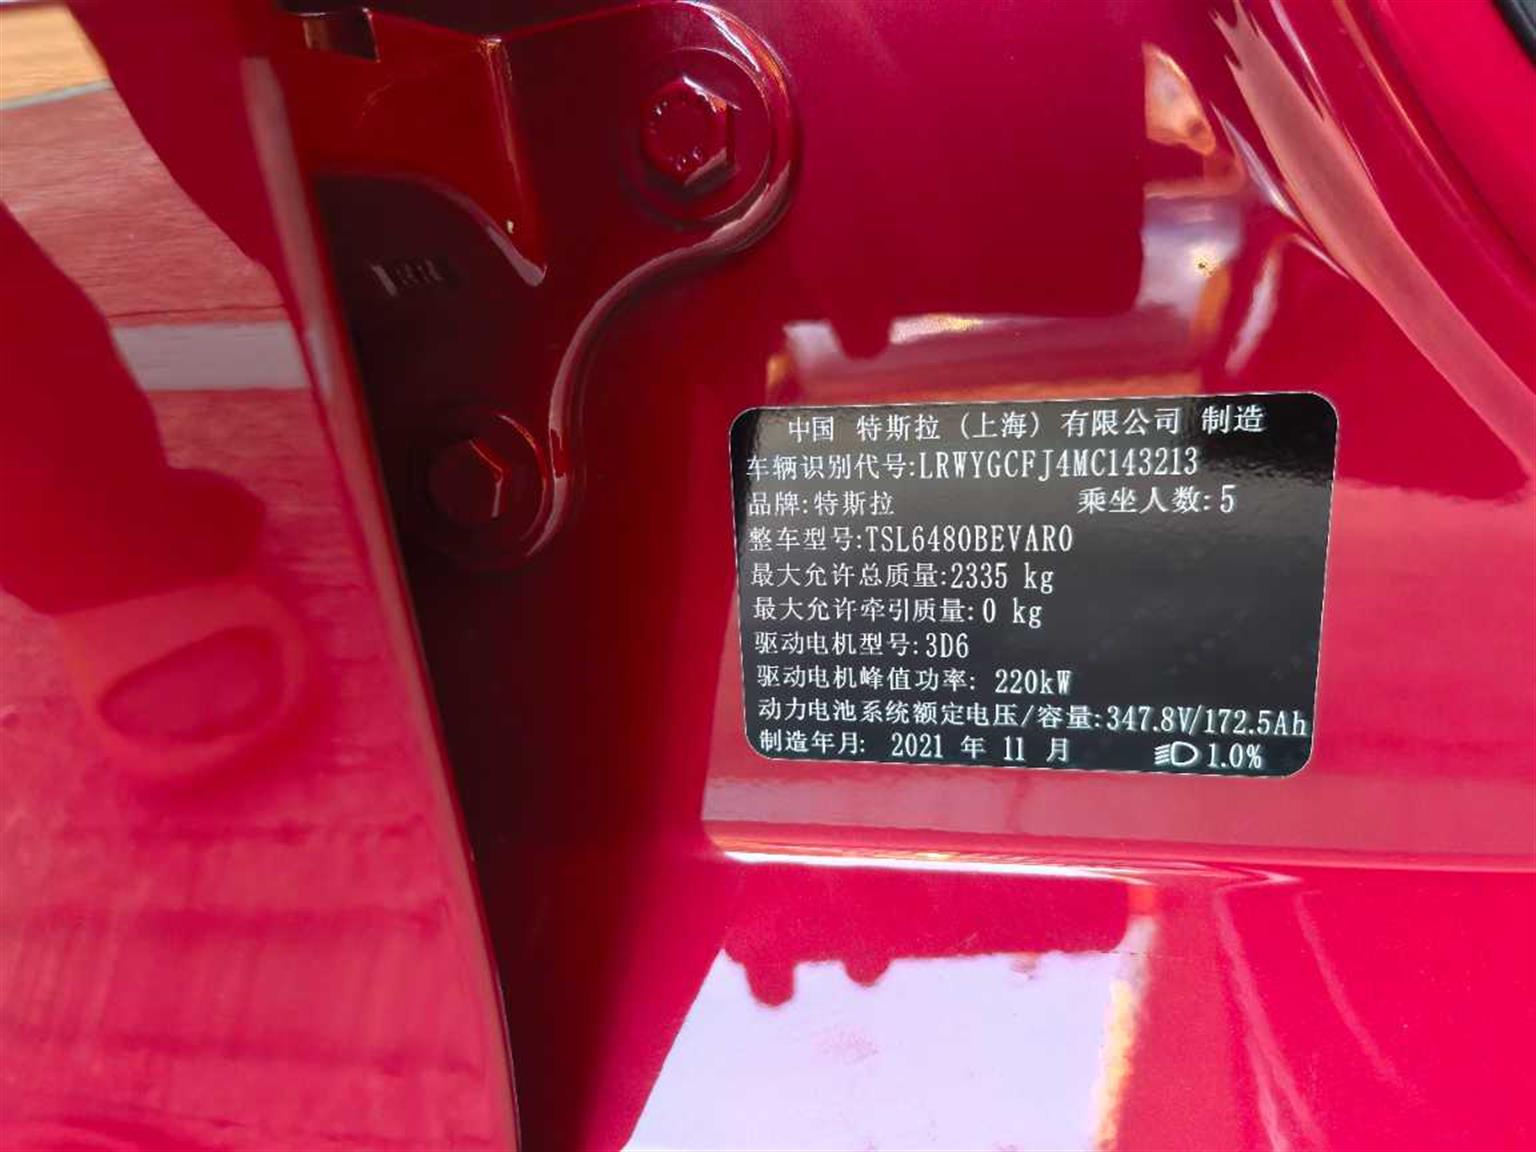 1RR
中国 特斯拉 (上海) 有限公司 制造
车辆识别代号:LRWYGCFJ4MC143213
品牌:特斯拉 乘坐人数:5
整车型号:TSL6480BEVAR0
最大允许总质量:2335 kg
最大允许牵引质量:0 kg
驱动电机型号:3D6
驱动电机峰值功率: 220kW
动力电池系统额定电压/容量:347.8V/172.5Ah
制造年月: 2021 年 11 月 1.0%